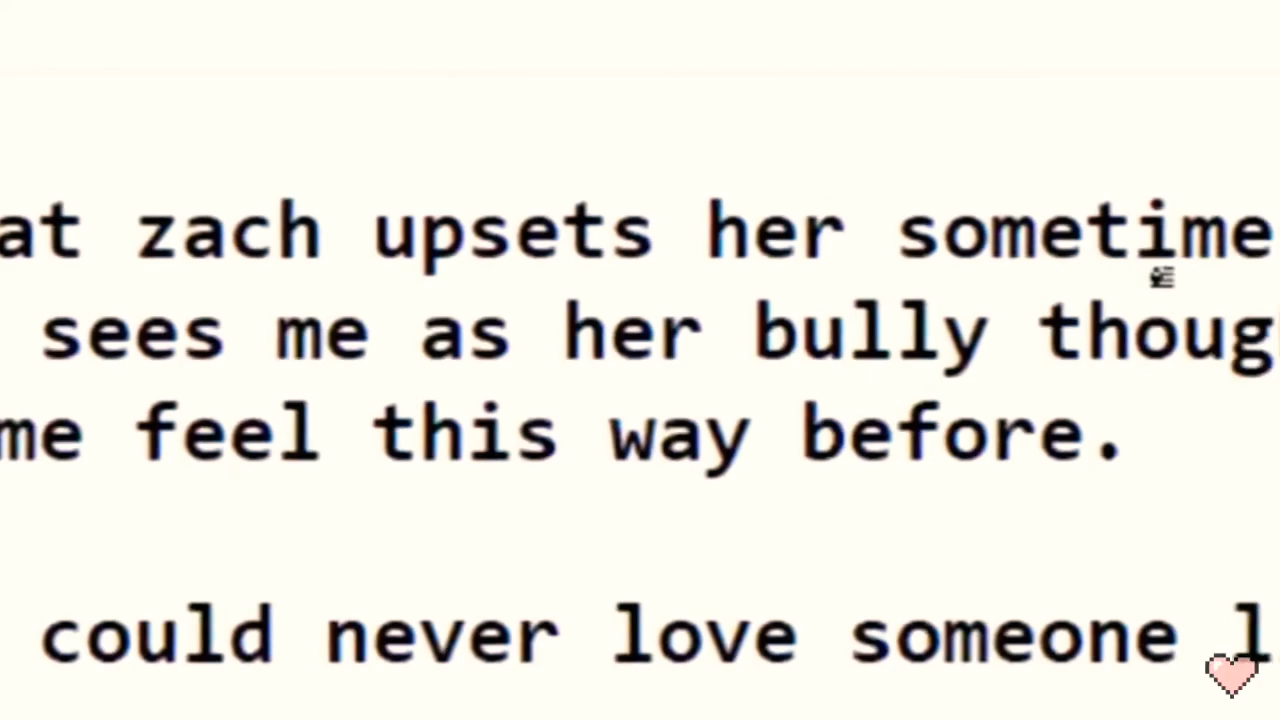 at zach upsets her sometime
sees me as her bully thoug
me feel this way before.
could never love someone l